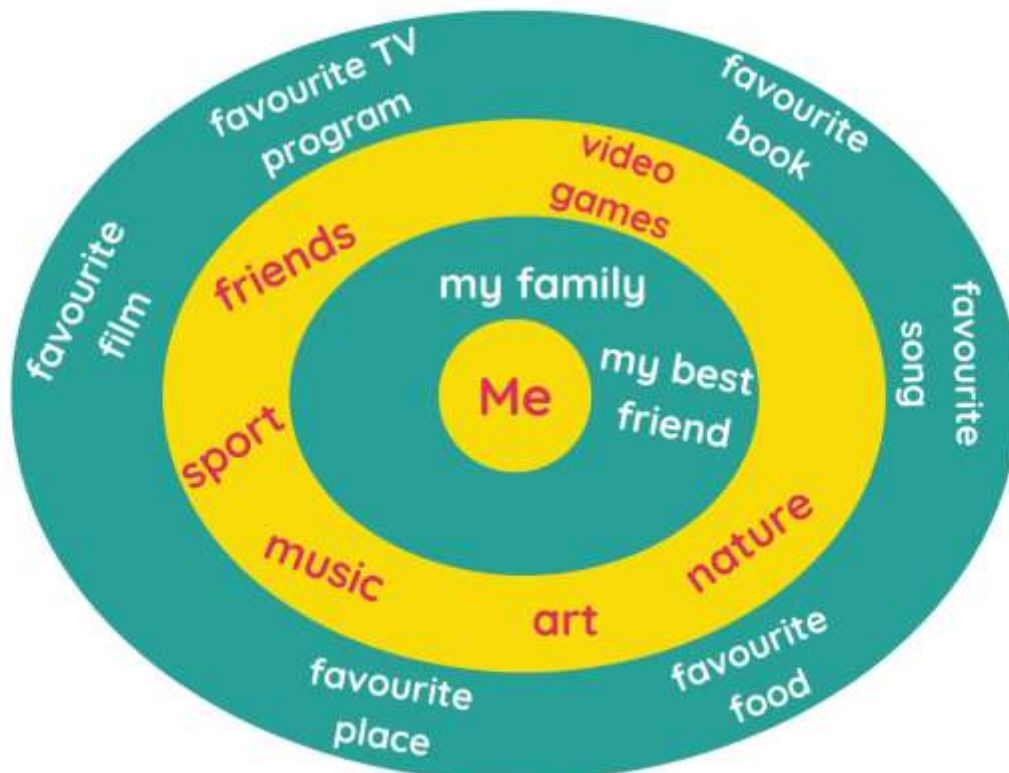 favourite TV
program
favourite
book
video
games
friends
favourite
film
my family
favourite
song
Me
my best
friend
sport
music
art
nature
favourite
place
favourite
food